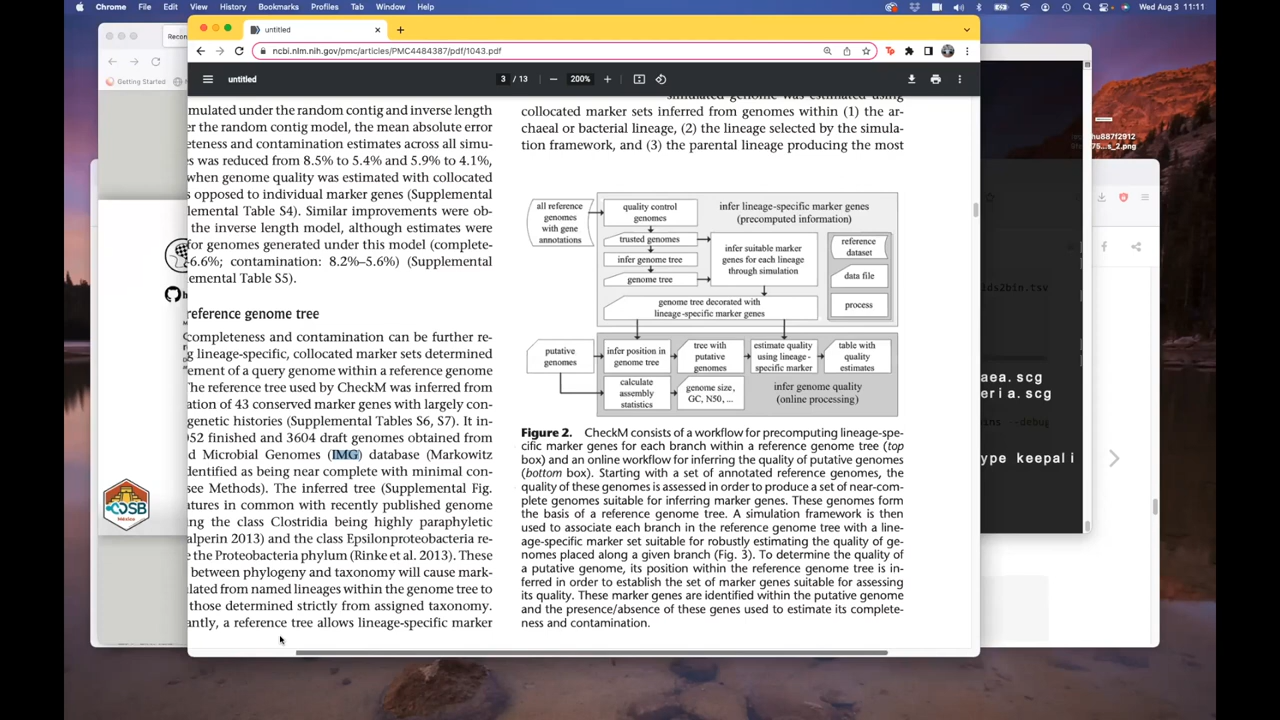 Chrome File Edit View History Bookmarks Profiles Tab Window Help Wed Aug 3 11:11
untitled
ncbi.nlm.nih.gov/pmc/articles/PMC4484387/pdf/1043.pdf
Getting Started
untitled 3 / 13 200%
mulated under the random contig and inverse length
er the random contig model, the mean absolute error
eteness and contamination estimates across all simu-
s was reduced from 8.5% to 5.4% and 5.9% to 4.1%,
when genome quality was estimated with collocated
s opposed to individual marker genes (Supplemental
lemental Table S4). Similar improvements were ob-
the inverse length model, although estimates were
or genomes generated under this model (complete-
-6.6%; contamination: 8.2%–5.6%) (Supplemental
emental Table S5).
reference genome tree
completeness and contamination can be further re-
g lineage-specific, collocated marker sets determined
ement of a query genome within a reference genome
The reference tree used by CheckM was inferred from
ation of 43 conserved marker genes with largely con-
genetic histories (Supplemental Tables S6, S7). It in-
052 finished and 3604 draft genomes obtained from
d Microbial Genomes (IMG) database (Markowitz
dentified as being near complete with minimal con-
see Methods). The inferred tree (Supplemental Fig.
atures in common with recently published genome
ng the class Clostridia being highly paraphyletic
alperin 2013) and the class Epsilonproteobacteria re-
e the Proteobacteria phylum (Rinke et al. 2013). These
between phylogeny and taxonomy will cause mark-
lated from named lineages within the genome tree to
those determined strictly from assigned taxonomy.
antly, a reference tree allows lineage-specific marker
collocated marker sets inferred from genomes within (1) the ar-
chaeal or bacterial lineage, (2) the lineage selected by the simula-
tion framework, and (3) the parental lineage producing the most
all reference
genomes
with gene
annotations
quality control
genomes
trusted genomes
infer genome tree
genome tree
infer lineage-specific marker genes
(precomputed information)
infer suitable marker
genes for each lineage
through simulation
reference
dataset
data file
process
genome tree decorated with
lineage-specific marker genes
putative
genomes
infer position in
genome tree
tree with
putative
genomes
estimate quality
using lineage-
specific marker
table with
quality
estimates
calculate
assembly
statistics
genome size,
GC, N50, ...
infer genome quality
(online processing)
Figure 2. CheckM consists of a workflow for precomputing lineage-spe-
cific marker genes for each branch within a reference genome tree (top
box) and an online workflow for inferring the quality of putative genomes
(bottom box). Starting with a set of annotated reference genomes, the
quality of these genomes is assessed in order to produce a set of near-com-
plete genomes suitable for inferring marker genes. These genomes form
the basis of a reference genome tree. A simulation framework is then
used to associate each branch in the reference genome tree with a line-
age-specific marker set suitable for robustly estimating the quality of ge-
nomes placed along a given branch (Fig. 3). To determine the quality of
a putative genome, its position within the reference genome tree is in-
ferred in order to establish the set of marker genes suitable for assessing
its quality. These marker genes are identified within the putative genome
and the presence/absence of these genes used to estimate its complete-
ness and contamination.
ids2bin.tsv
aea.scg
eria.scg
--debug
ype keepali
COSB
México